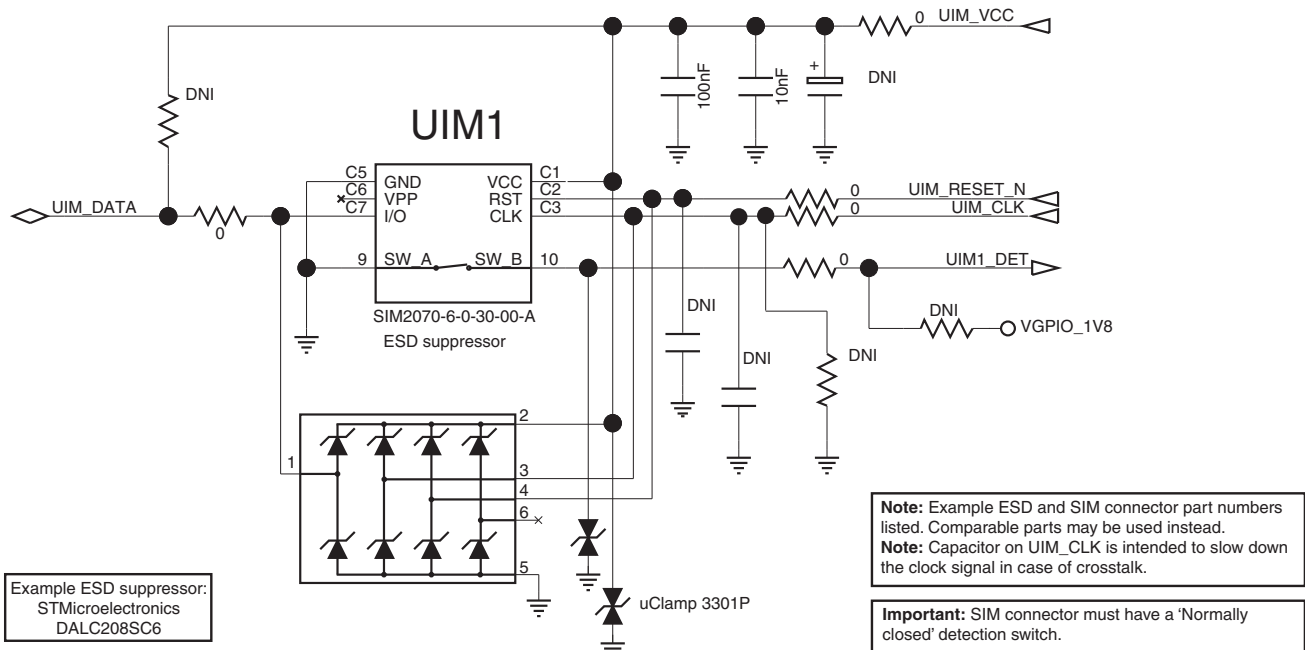 0
UIM_VCC
DNI
100nF
10nF
+
DNI
UIM1
C5
C6
C7
GND
VPP
I/O
VCC
RST
CLK
C1
C2
C3
UIM_DATA
0
0
UIM_RESET_N
0
UIM_CLK
9
SW_A
SW_B
10
0
UIM1_DET
SIM2070-6-0-30-00-A
ESD suppressor
DNI
DNI
VGPIO_1V8
DNI
DNI
1
2
3
4
6
5
uClamp 3301P
Example ESD suppressor:
STMicroelectronics
DALC208SC6
Note: Example ESD and SIM connector part numbers
listed. Comparable parts may be used instead.
Note: Capacitor on UIM_CLK is intended to slow down
the clock signal in case of crosstalk.
Important: SIM connector must have a ‘Normally
closed’ detection switch.